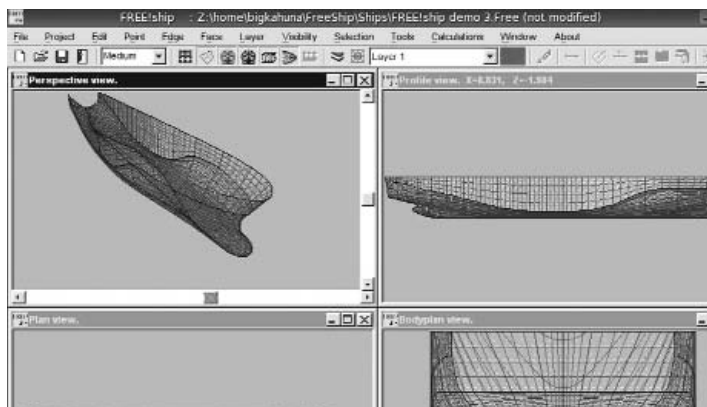 FREE!ship : Z:\home\bigkahuna\FreeShip\Ships\FREE!ship demo 3.Free (not modified)
File Project Edit Point Edge Face Layer Visibility Selection Tools Calculations Window About
Medium Layer 1
Perspective view.
Profile view. X=8.831, Z=-1.984
Plan view.
Bodyplan view.